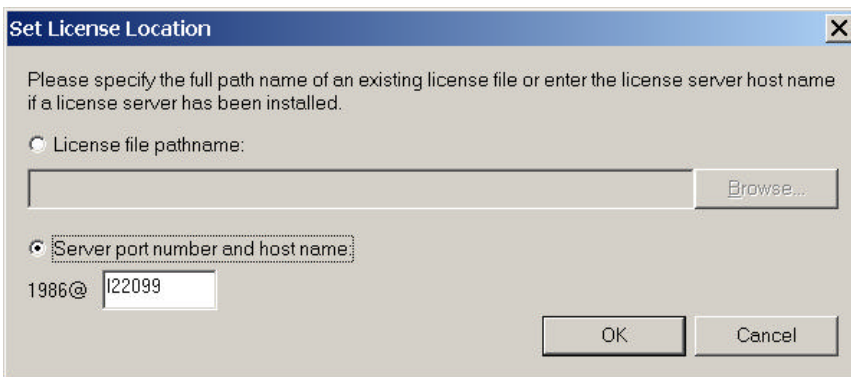 Set License Location
Please specify the full path name of an existing license file or enter the license server host name
if a license server has been installed.
License file pathname:
Browse...
Server port number and host name:
1986@ l22099
OK Cancel